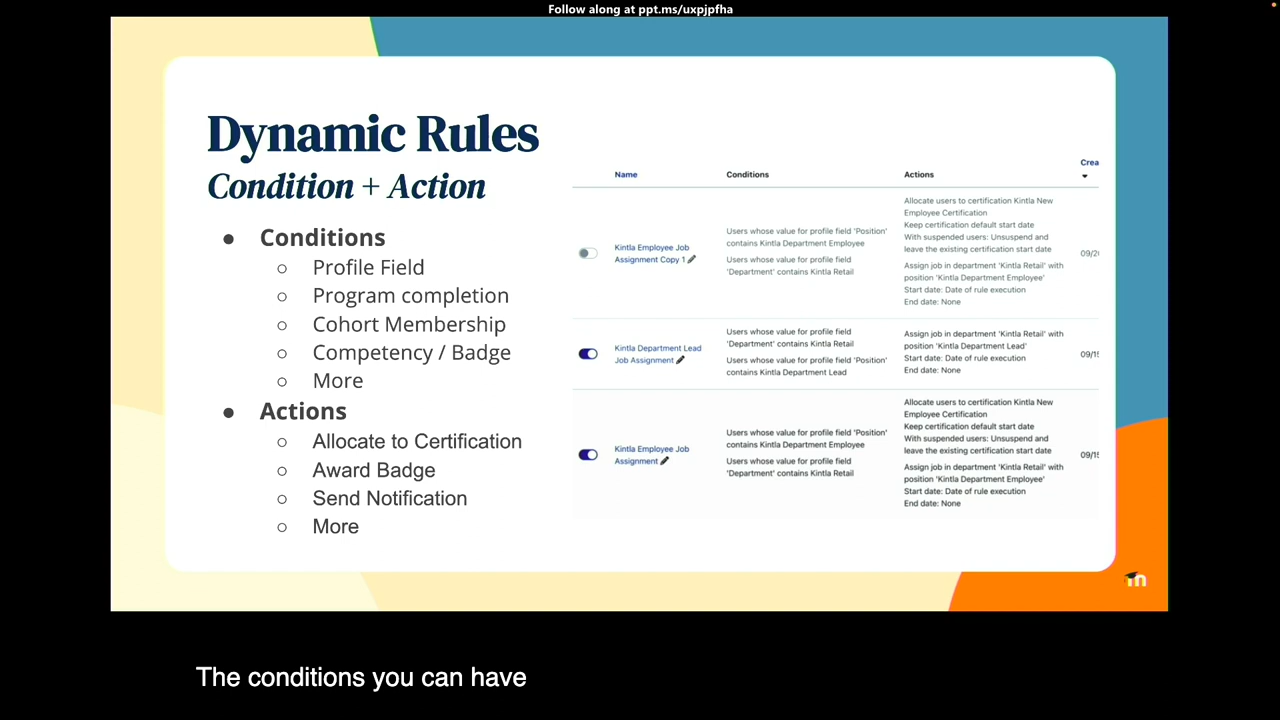 Follow along at ppt.ms/uxpjpfha
Dynamic Rules
Condition + Action
● Conditions
○ Profile Field
○ Program completion
○ Cohort Membership
○ Competency / Badge
○ More
● Actions
○ Allocate to Certification
○ Award Badge
○ Send Notification
○ More
Name Conditions Actions Crea
Kintla Employee Job
Assignment Copy 1
Users whose value for profile field 'Position'
contains Kintla Department Employee
Users whose value for profile field
'Department' contains Kintla Retail
Allocate users to certification Kintla New
Employee Certification
Keep certification default start date
With suspended users: Unsuspend and
leave the existing certification start date
Assign job in department 'Kintla Retail' with
position 'Kintla Department Employee'
Start date: Date of rule execution
End date: None
09/2
Kintla Department Lead
Job Assignment
Users whose value for profile field
'Department' contains Kintla Retail
Users whose value for profile field 'Position'
contains Kintla Department Lead
Assign job in department 'Kintla Retail' with
position 'Kintla Department Lead'
Start date: Date of rule execution
End date: None
09/1
Kintla Employee Job
Assignment
Users whose value for profile field 'Position'
contains Kintla Department Employee
Users whose value for profile field
'Department' contains Kintla Retail
Allocate users to certification Kintla New
Employee Certification
Keep certification default start date
With suspended users: Unsuspend and
leave the existing certification start date
Assign job in department 'Kintla Retail' with
position 'Kintla Department Employee'
Start date: Date of rule execution
End date: None
09/1
m
The conditions you can have